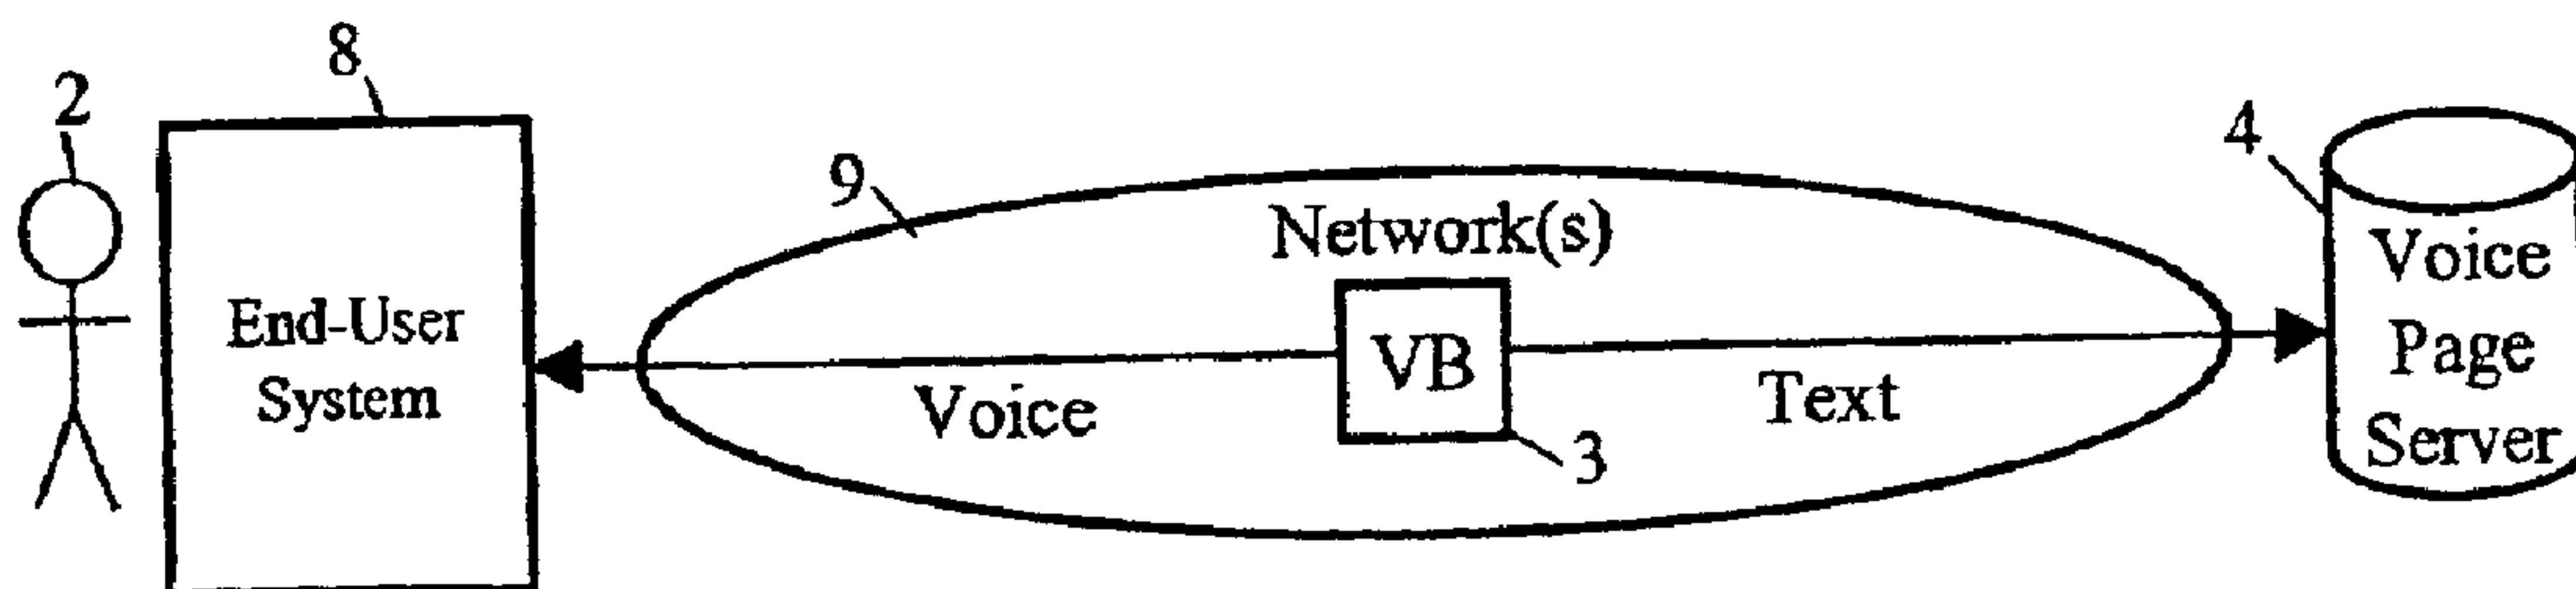 8
2
9
4
Network(s)
Voice
Page
Server
End-User
System
VB
Voice
Text
3